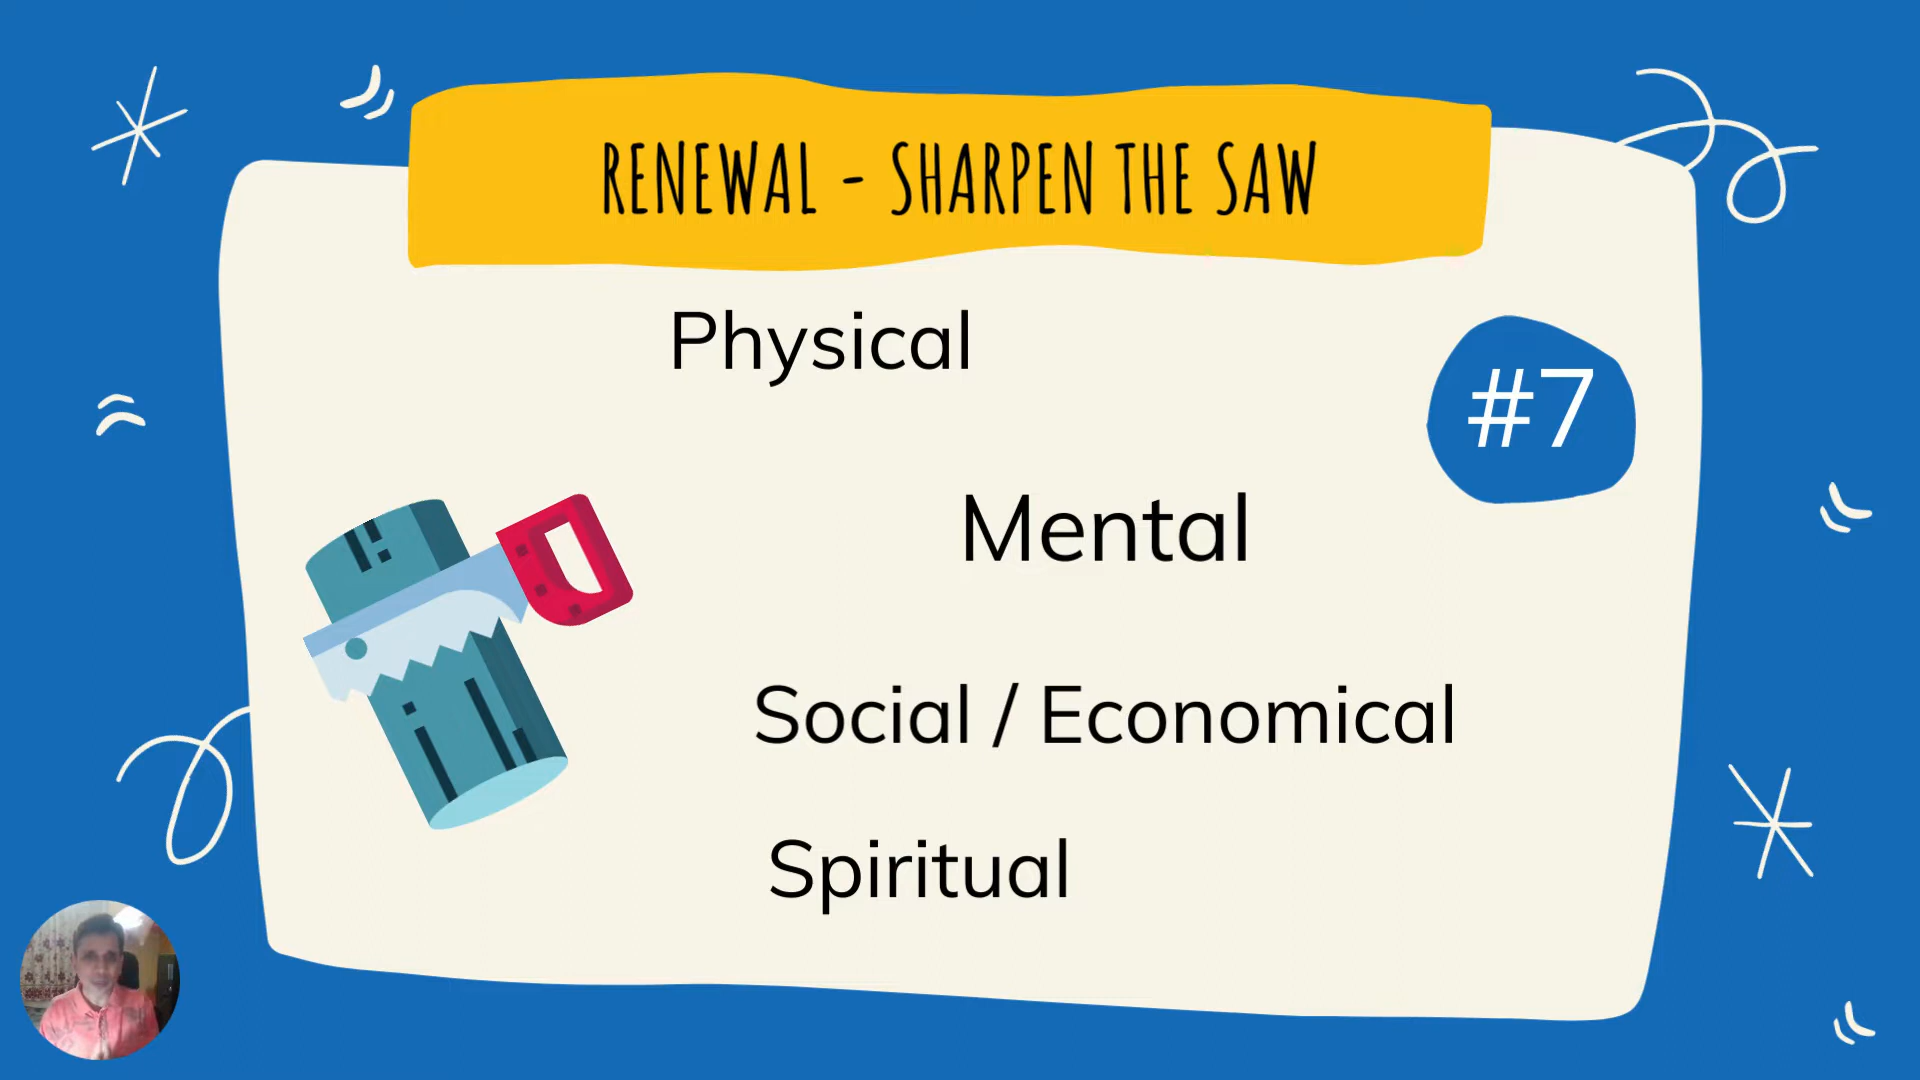 RENEWAL - SHARPEN THE SAW
Physical
#7
Mental
Social / Economical
Spiritual